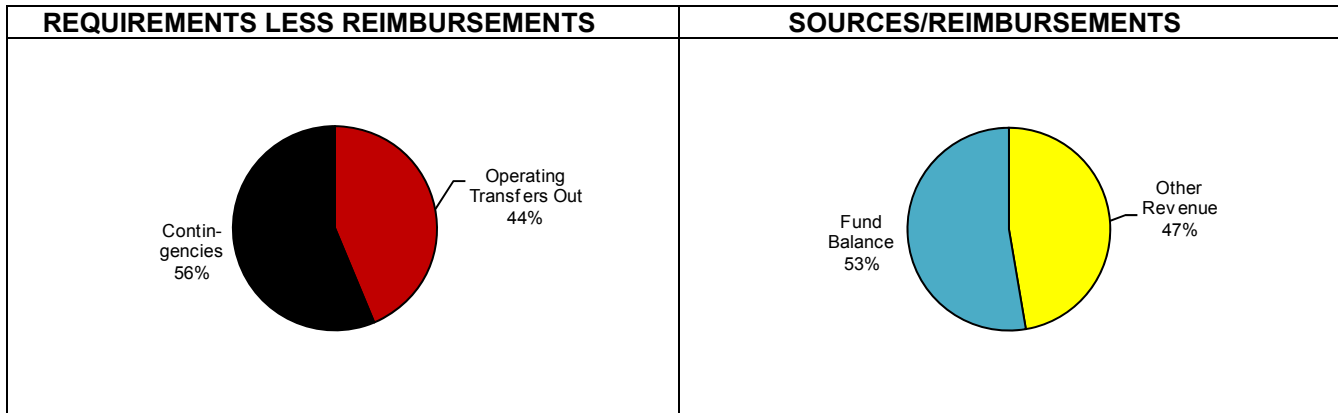 REQUIREMENTS LESS REIMBURSEMENTS
SOURCES/REIMBURSEMENTS
Operating
Transfers Out
44%
Contin-
gencies
56%
Other
Revenue
47%
Fund
Balance
53%